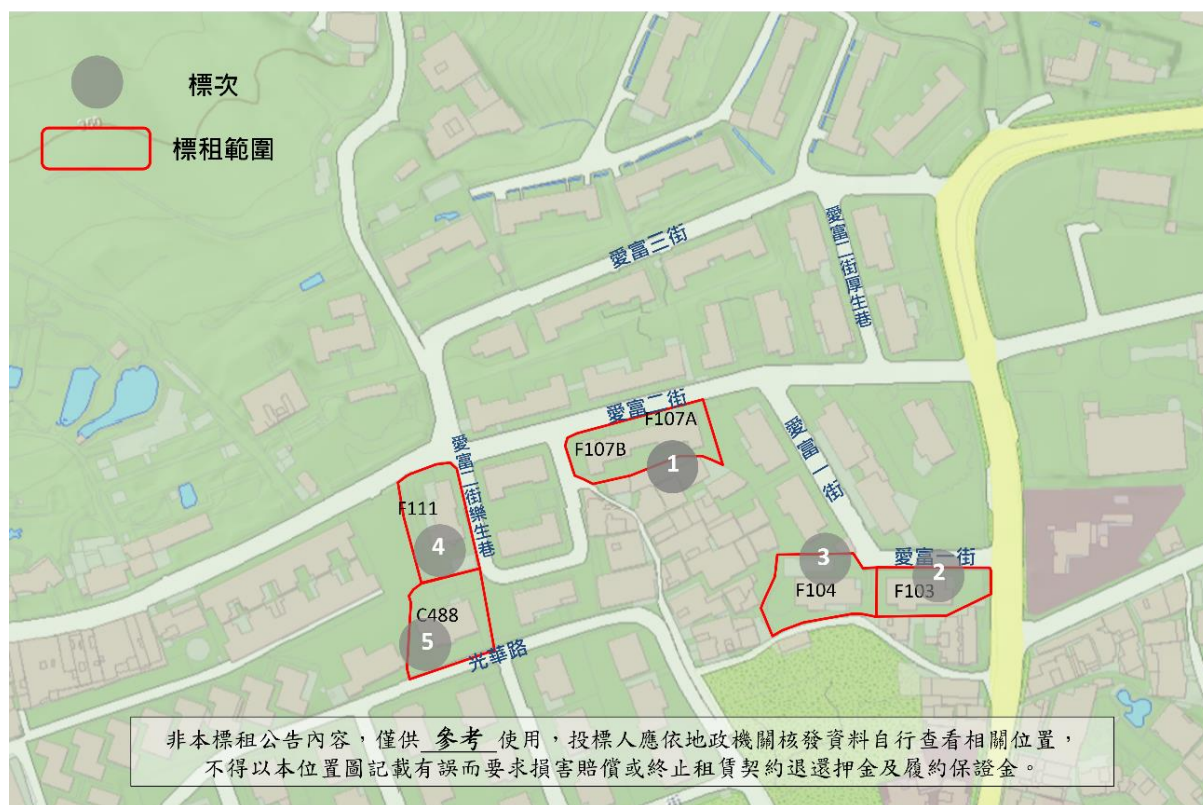 標次
360
標租範圍
愛富三街
愛富二街厚生巷
愛富二街
F107A
F107B
1
愛富一街
愛富二街樂生巷
F111
4
3
愛富一街
2
F104
F103
C488
5
光華路
非本標租公告內容，僅供 參考 使用，投標人應依地政機關核發資料自行查看相關位置，
不得以本位置圖記載有誤而要求損害賠償或終止租賃契約退還押金及履約保證金。